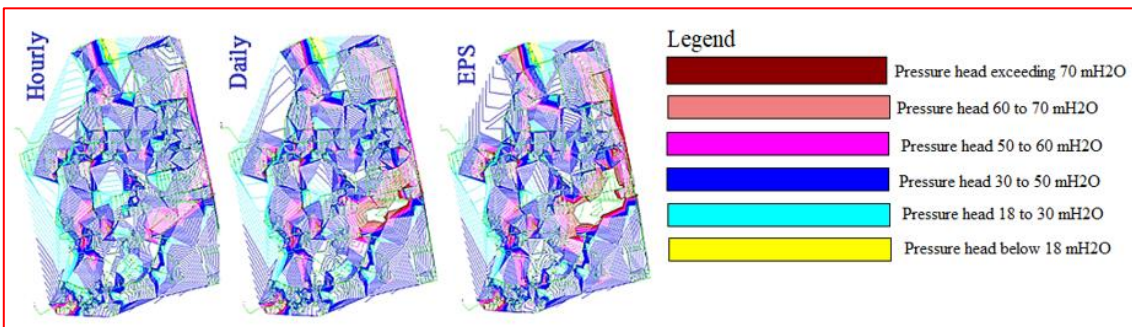 Hourly
Daily
EPS
Legend
Pressure head exceeding 70 mH2O
Pressure head 60 to 70 mH2O
Pressure head 50 to 60 mH2O
Pressure head 30 to 50 mH2O
Pressure head 18 to 30 mH2O
Pressure head below 18 mH2O